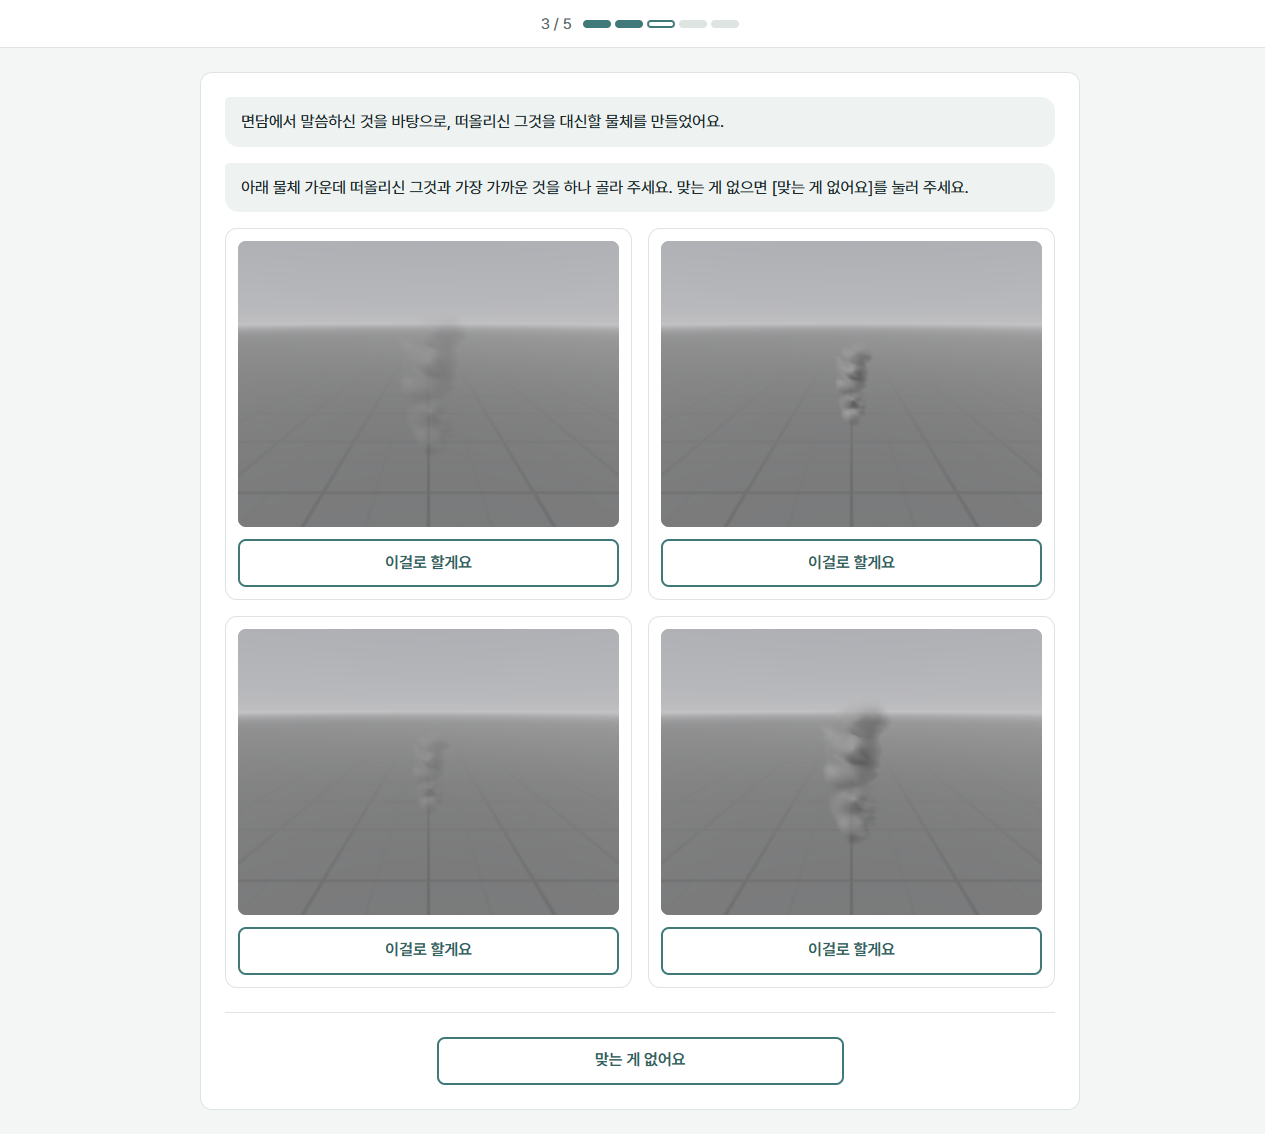 3 / 5
면담에서 말씀하신 것을 바탕으로, 떠올리신 그것을 대신할 물체를 만들었어요.
아래 물체 가운데 떠올리신 그것과 가장 가까운 것을 하나 골라 주세요. 맞는 게 없으면 [맞는 게 없어요]를 눌러 주세요.
이걸로 할게요
이걸로 할게요
이걸로 할게요
이걸로 할게요
맞는 게 없어요